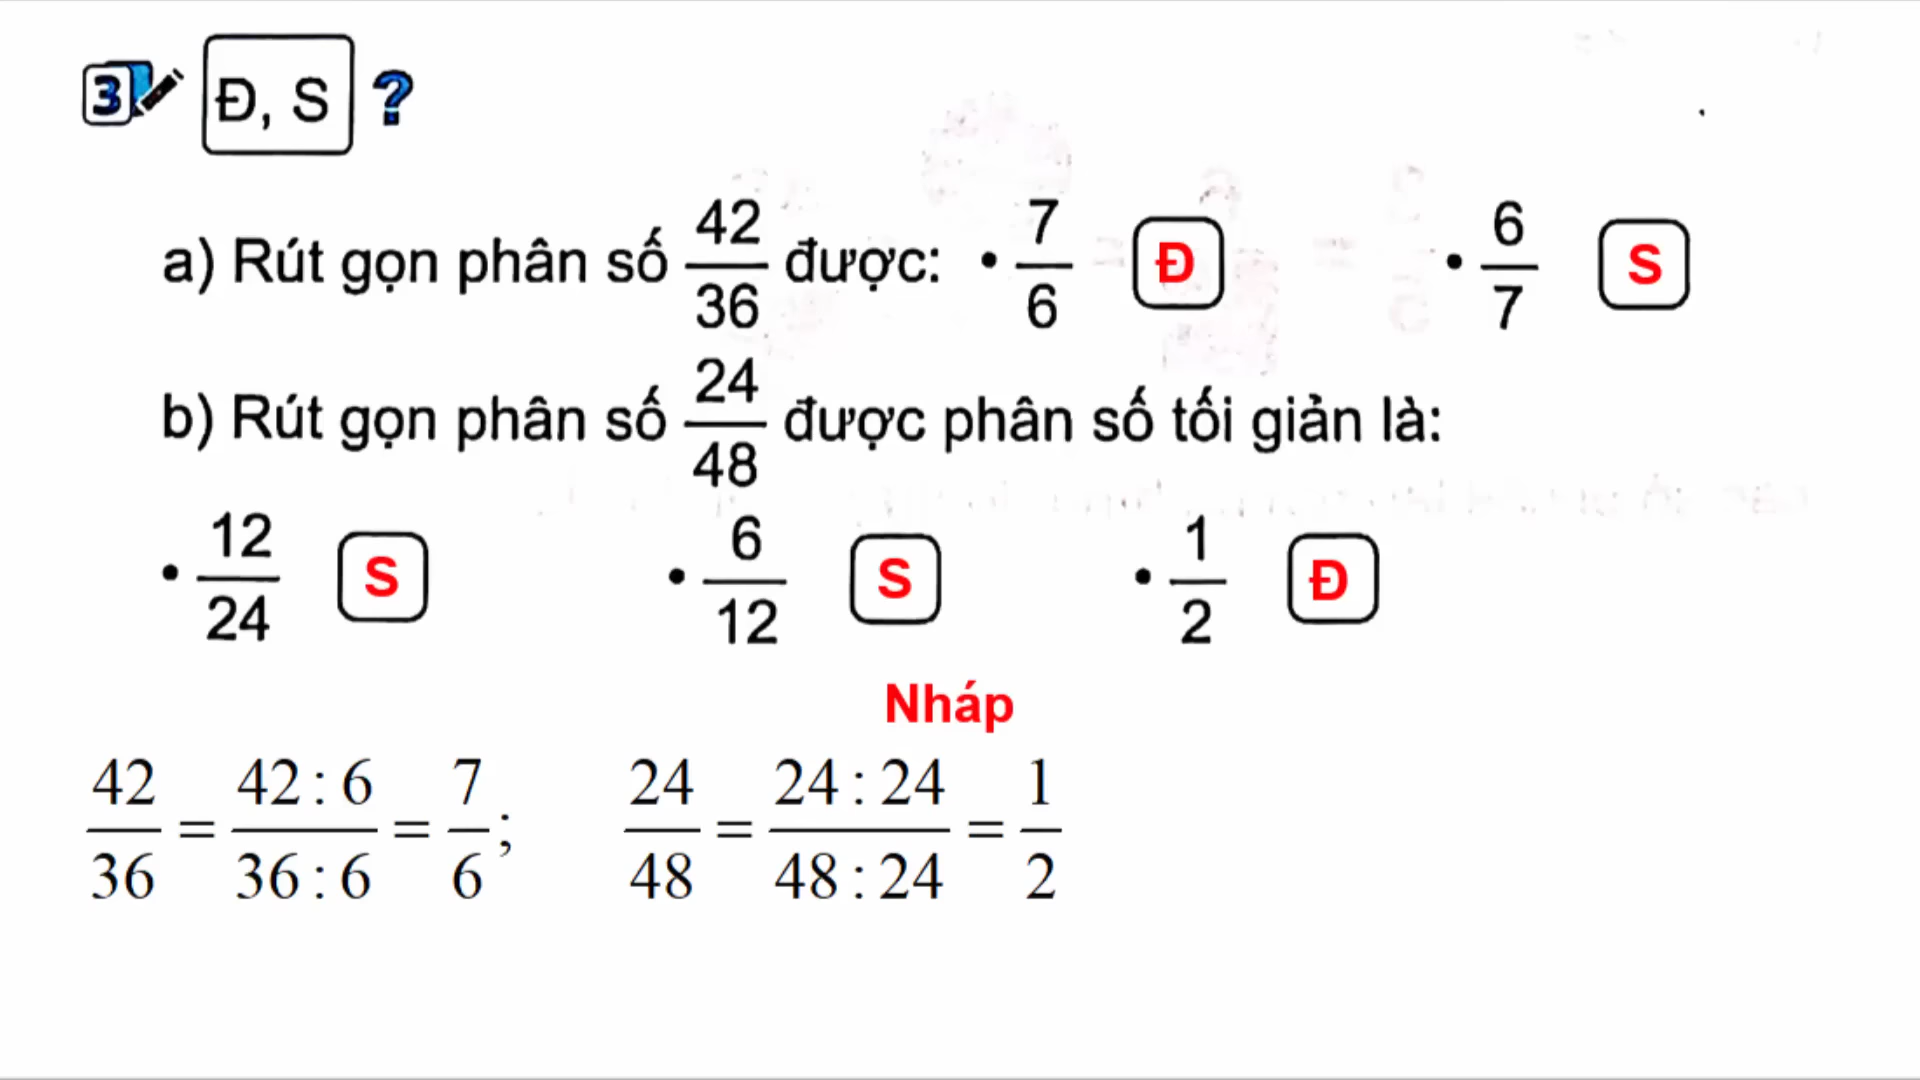 3 Đ, S ?
a) Rút gọn phân số 42/36 được: • 7/6 Đ • 6/7 S
b) Rút gọn phân số 24/48 được phân số tối giản là:
• 12/24 S • 6/12 S • 1/2 Đ
Nháp
42/36 = 42 : 6/36 : 6 = 7/6; 24/48 = 24 : 24/48 : 24 = 1/2